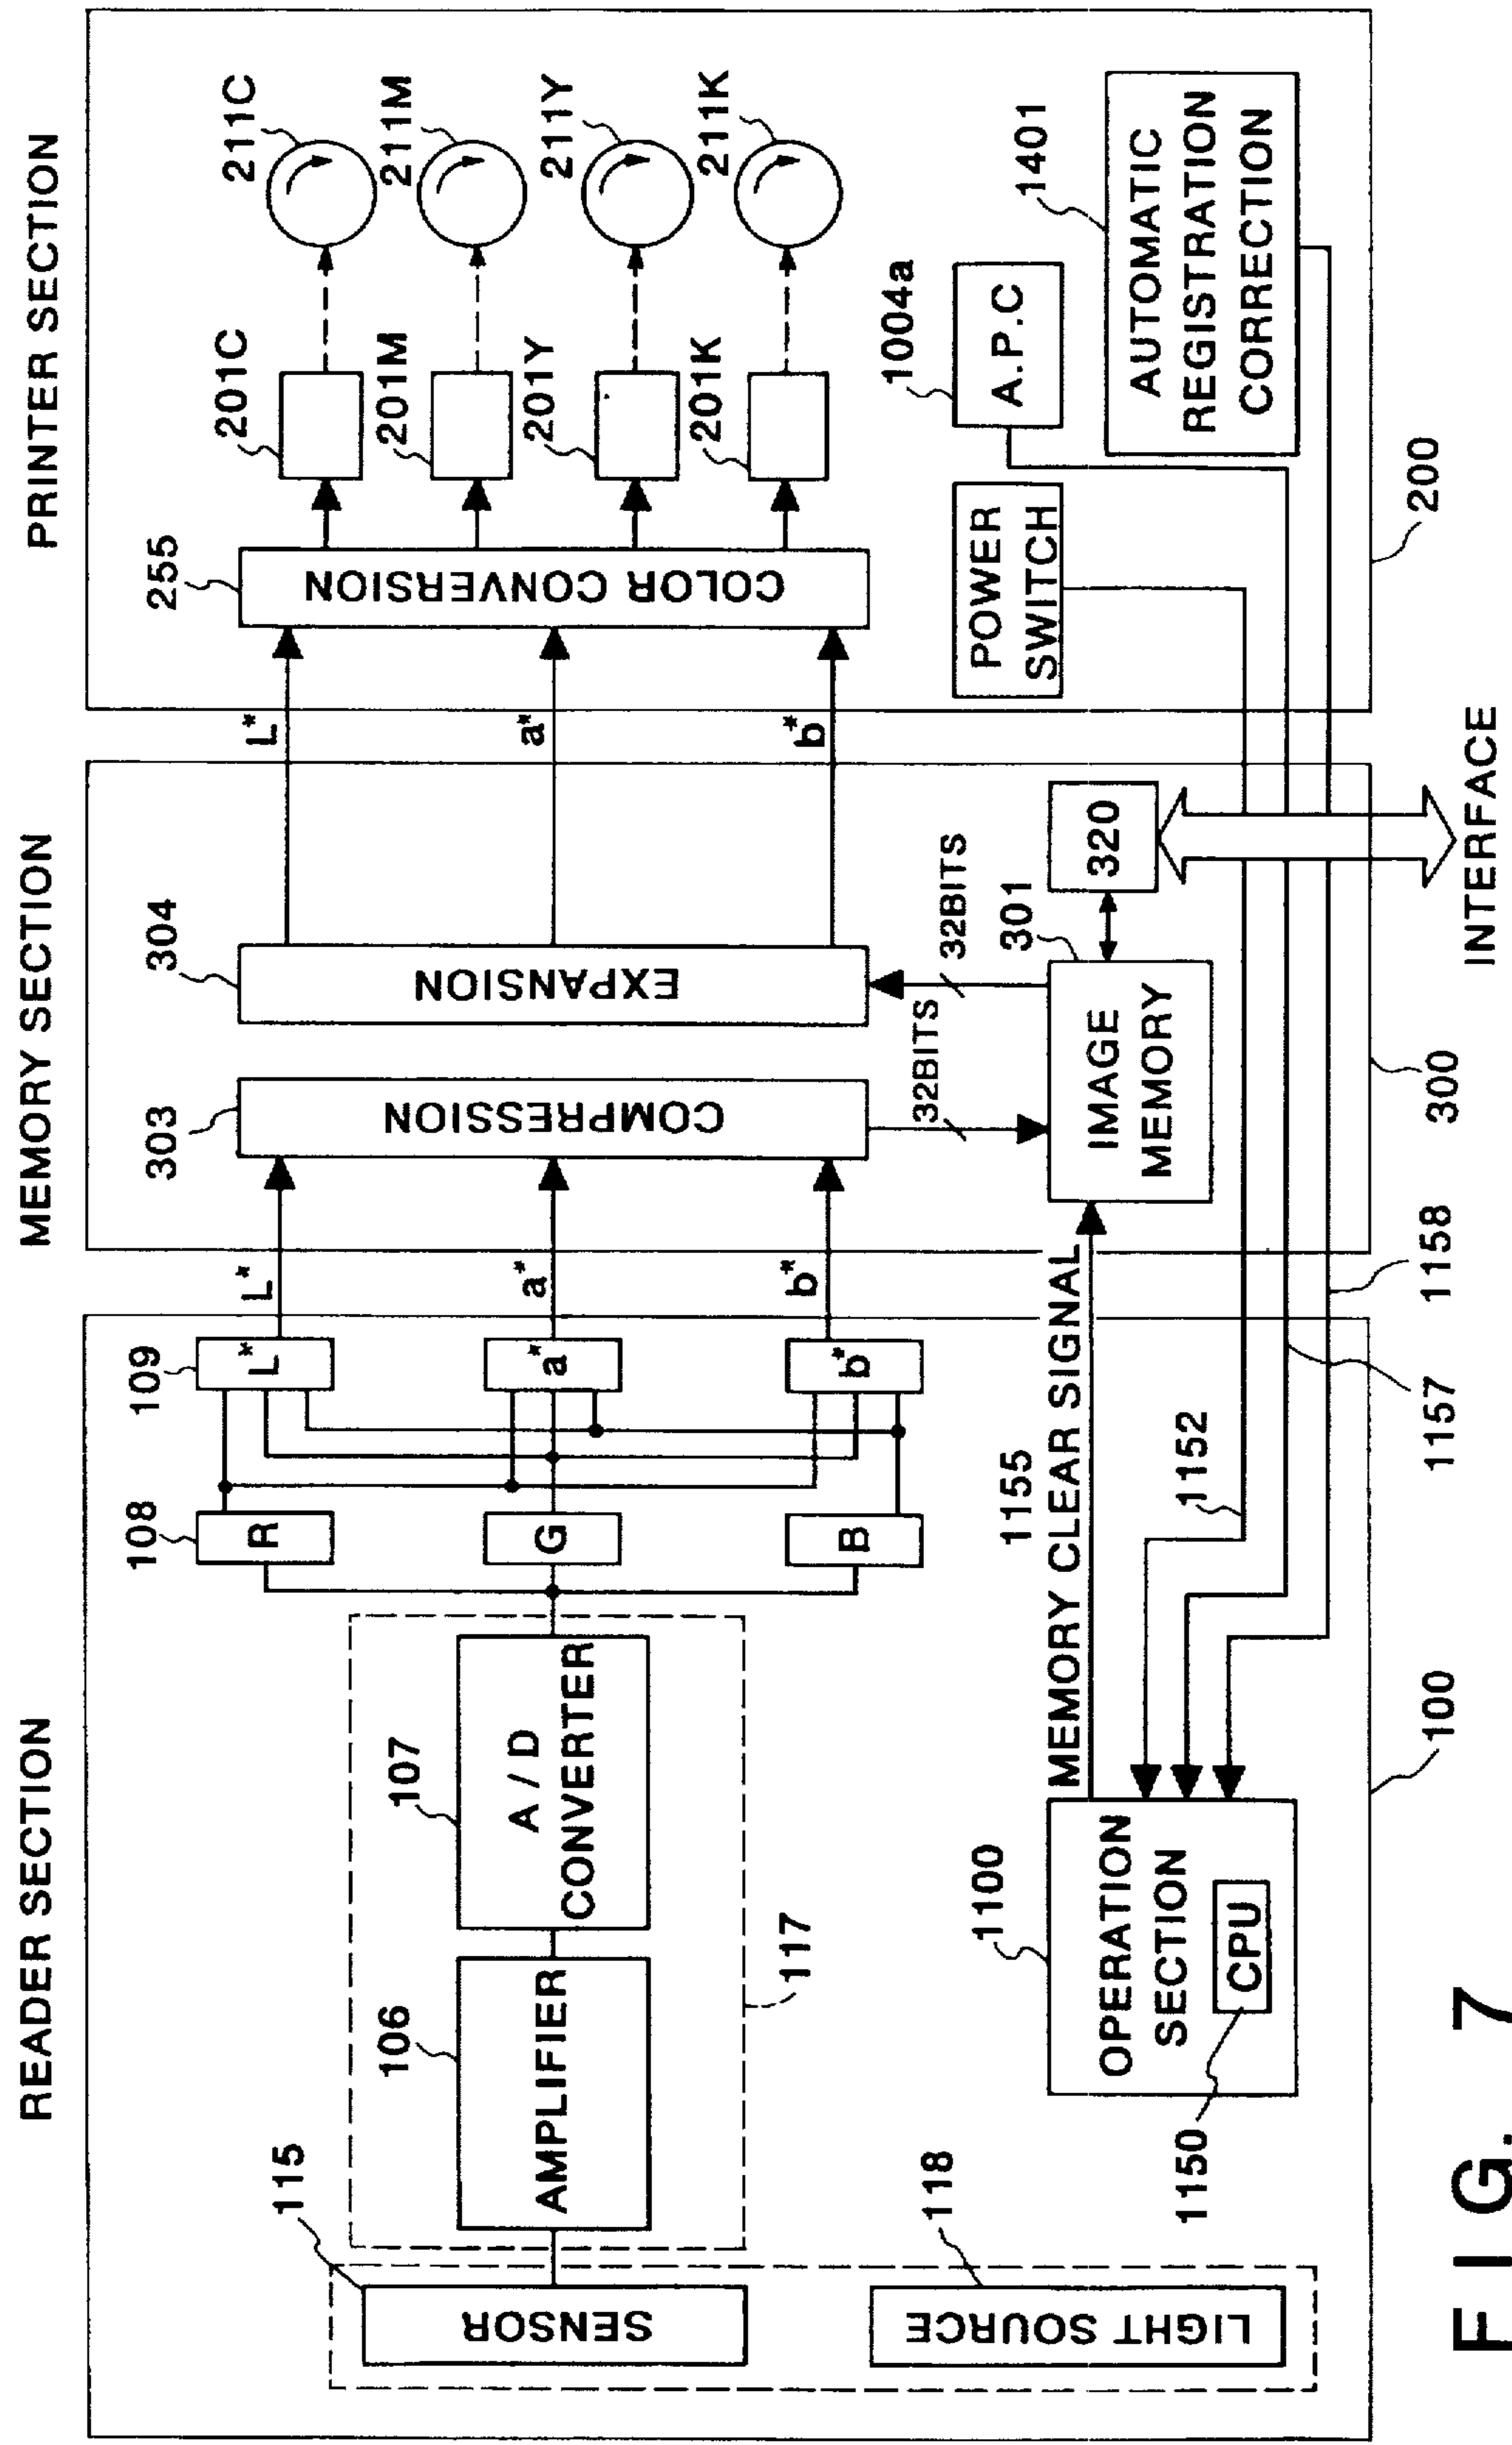 READER SECTION
MEMORY SECTION
PRINTER SECTION
115
SENSOR
118
LIGHT SOURCE
106
AMPLIFIER
107
A/D
CONVERTER
117
108
R
G
B
109
L*
a*
b*
L*
a*
b*
303
COMPRESSION
304
EXPANSION
32BITS
32BITS
301
IMAGE
MEMORY
320
L*
a*
b*
255
COLOR CONVERSION
201C
201M
201Y
201K
211C
211M
211Y
211K
POWER
SWITCH
1004a
A.P.C
1401
AUTOMATIC
REGISTRATION
CORRECTION
1100
OPERATION
SECTION
CPU
1150
1155
MEMORY CLEAR SIGNAL
1152
1157
1158
100
300
200
INTERFACE
FIG. 7